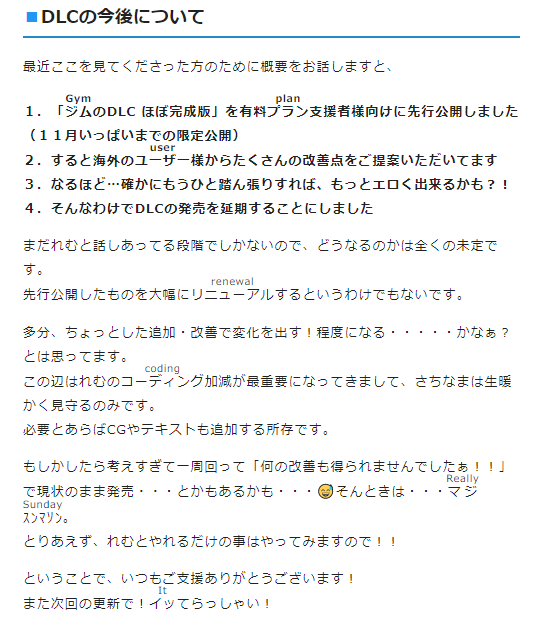 ■DLCの今後について
最近ここを見てくださった方のために概要をお話しますと、
Gym plan
１．「ジムのDLC ほぼ完成版」を有料プラン支援者様向けに先行公開しました
（１１月いっぱいまでの限定公開）
user
２．すると海外のユーザー様からたくさんの改善点をご提案いただいてます
３．なるほど…確かにもうひと踏ん張りすれば、もっとエロく出来るかも？！
４．そんなわけでDLCの発売を延期することにしました
まだれむと話しあってる段階でしかないので、どうなるのかは全くの未定で
す。
renewal
先行公開したものを大幅にリニューアルするというわけでもないです。
多分、ちょっとした追加・改善で変化を出す！程度になる・・・・・かなぁ？
とは思ってます。
coding
この辺はれむのコーディング加減が最重要になってきまして、さちなまは生暖
かく見守るのみです。
必要とあらばCGやテキストも追加する所存です。
もしかしたら考えすぎて一周回って「何の改善も得られませんでしたぁ！！」
Really
で現状のまま発売・・・とかもあるかも・・・😅そんときは・・・マジ
Sunday
ｽﾝﾏｿﾝ。
とりあえず、れむとやれるだけの事はやってみますので！！
ということで、いつもご支援ありがとうございます！
It
また次回の更新で！イッてらっしゃい！